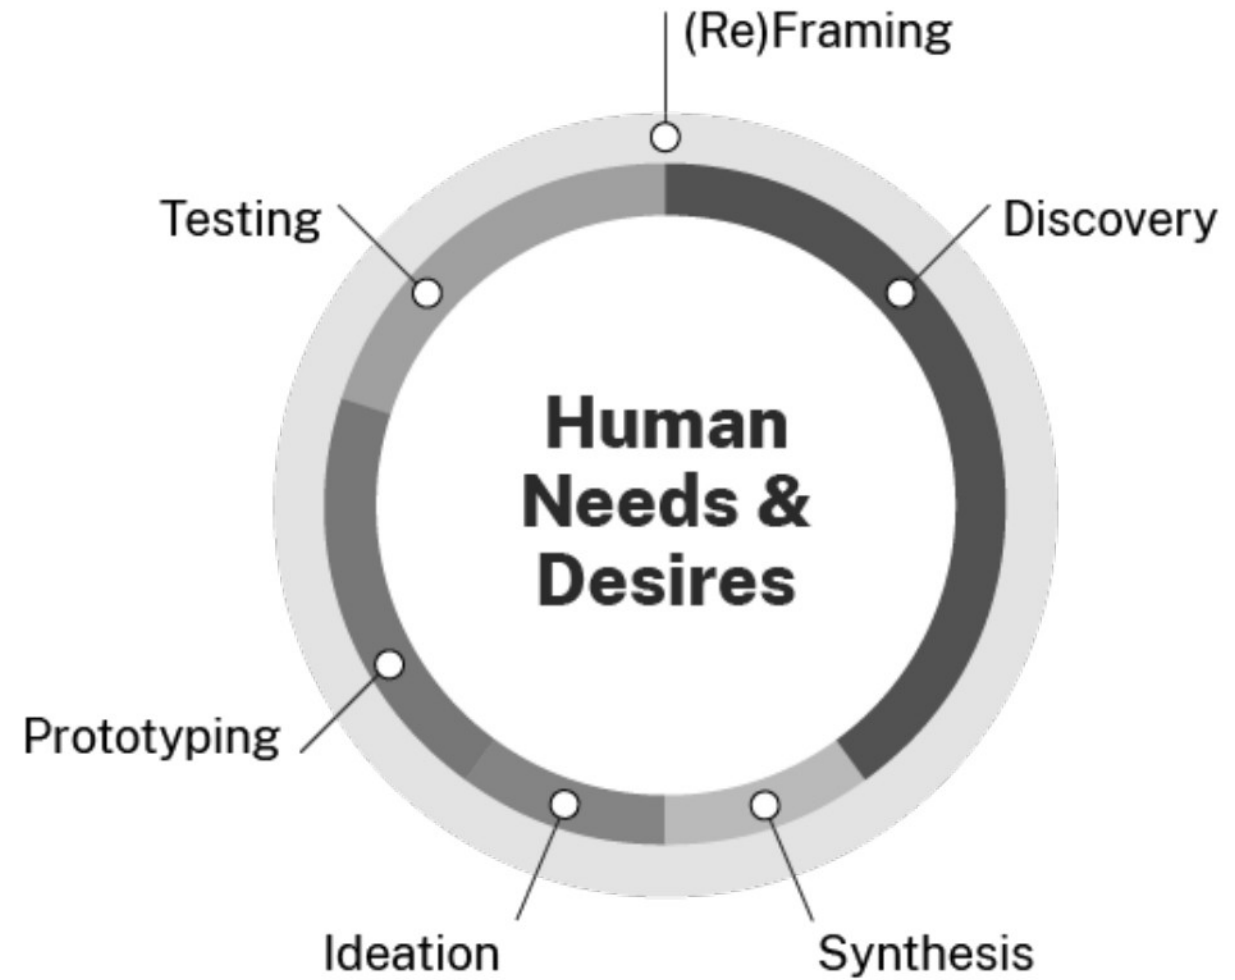 (Re)Framing
Testing
Discovery
Human
Needs &
Desires
Prototyping
Ideation
Synthesis